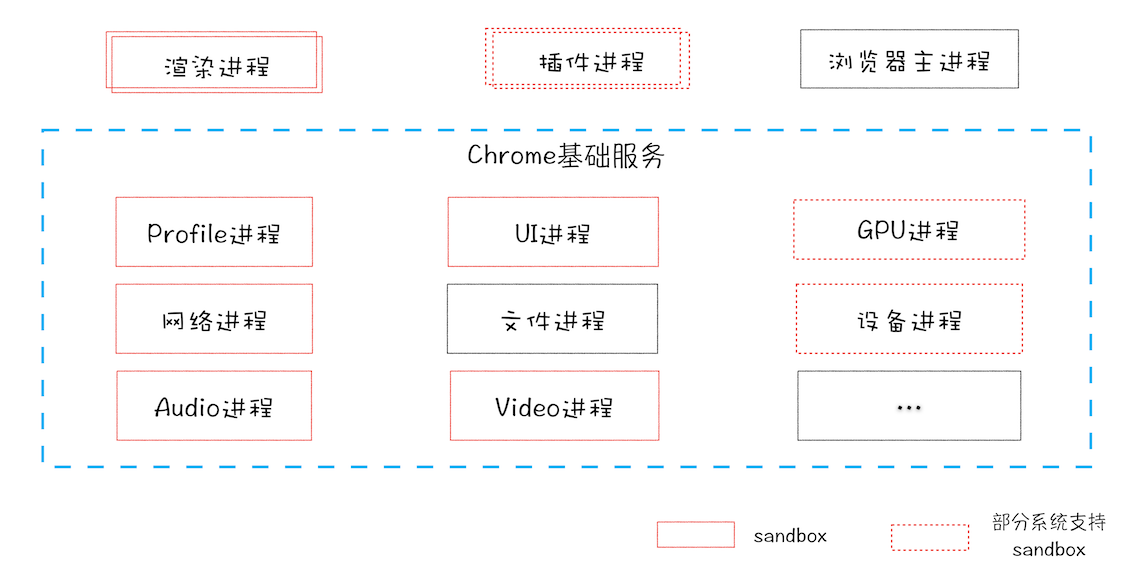 渲染进程
插件进程
浏览器主进程
Chrome基础服务
Profile进程
UI进程
GPU进程
网络进程
文件进程
设备进程
Audio进程
Video进程
...
sandbox
部分系统支持
sandbox